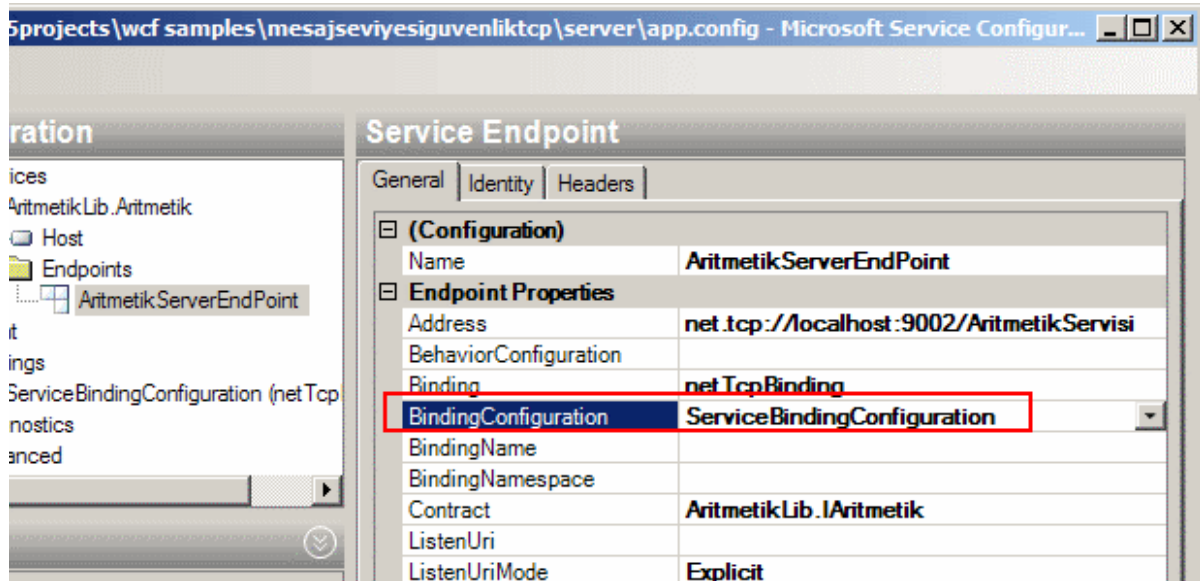 5projects\wcf samples\mesajseviyesiguvenliktcp\server\app.config - Microsoft Service Configur...
ration
ices
AritmetikLib.Aritmetik
Host
Endpoints
AritmetikServerEndPoint
t
ings
ServiceBindingConfiguration (netTcp
nostics
anced
Service Endpoint
General Identity Headers
(Configuration)
Name AritmetikServerEndPoint
Endpoint Properties
Address net.tcp://localhost:9002/AritmetikServisi
BehaviorConfiguration
Binding netTcpBinding
BindingConfiguration ServiceBindingConfiguration
BindingName
BindingNamespace
Contract AritmetikLib.IAritmetik
ListenUri
ListenUriMode Explicit